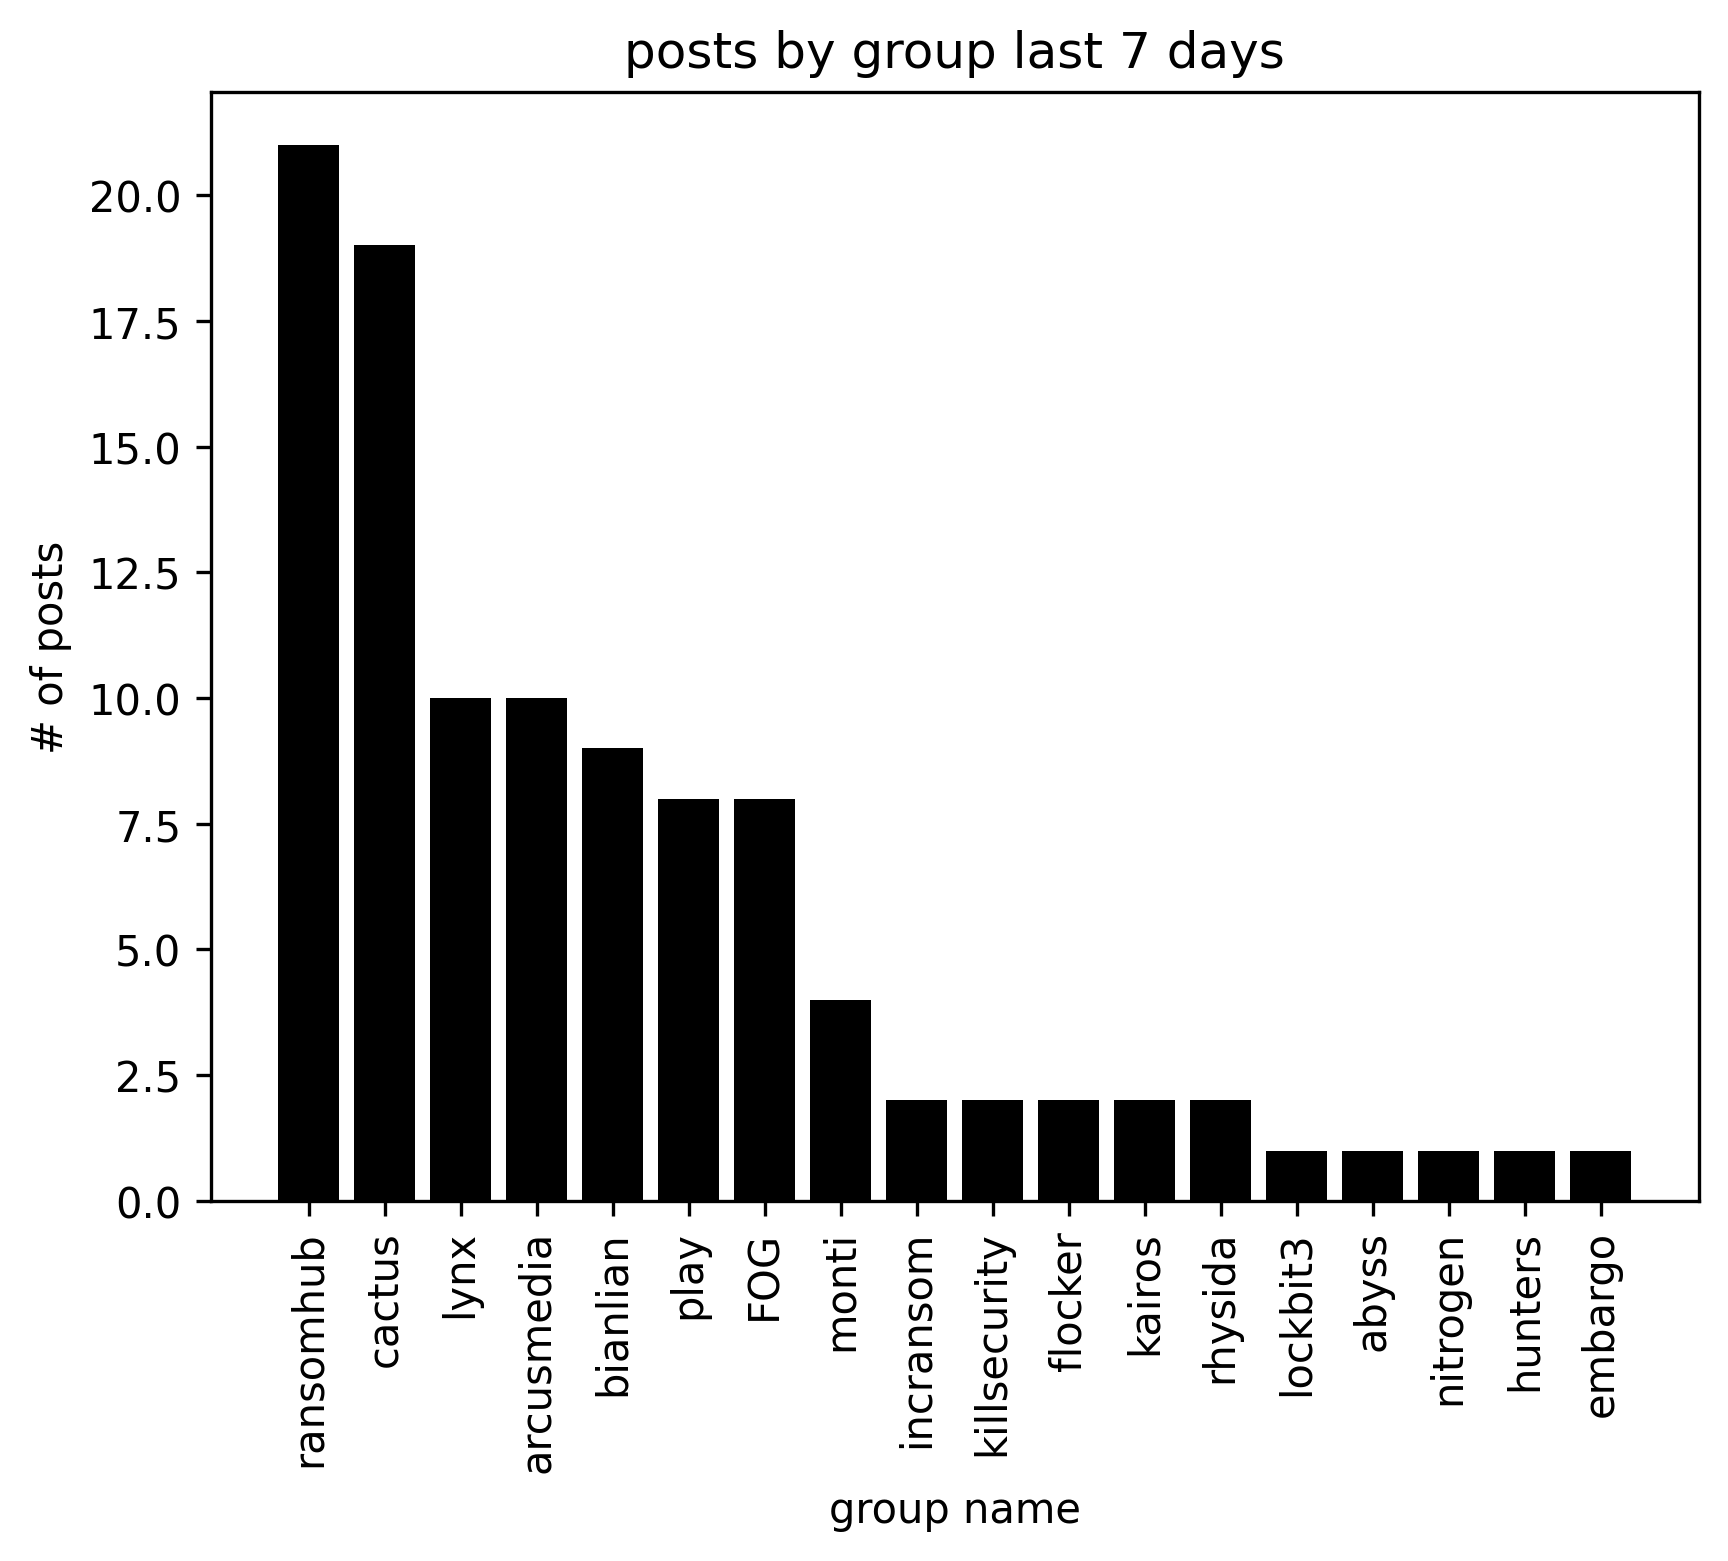 posts by group last 7 days
# of posts
20.0
17.5
15.0
12.5
10.0
7.5
5.0
2.5
0.0
ransomhub
cactus
lynx
arcusmedia
bianlian
play
FOG
monti
incransom
killsecurity
flocker
kairos
rhysida
lockbit3
abyss
nitrogen
hunters
embargo
group name